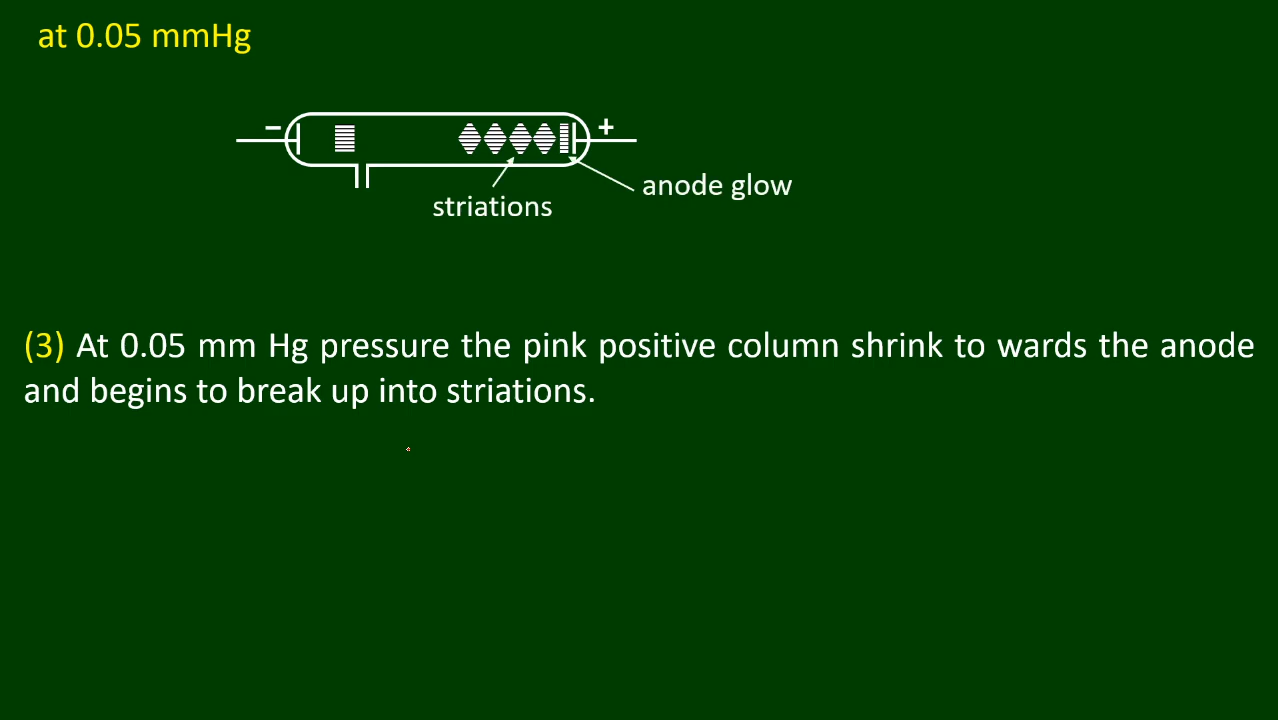 at 0.05 mmHg
− +
anode glow
striations
(3) At 0.05 mm Hg pressure the pink positive column shrink to wards the anode
and begins to break up into striations.